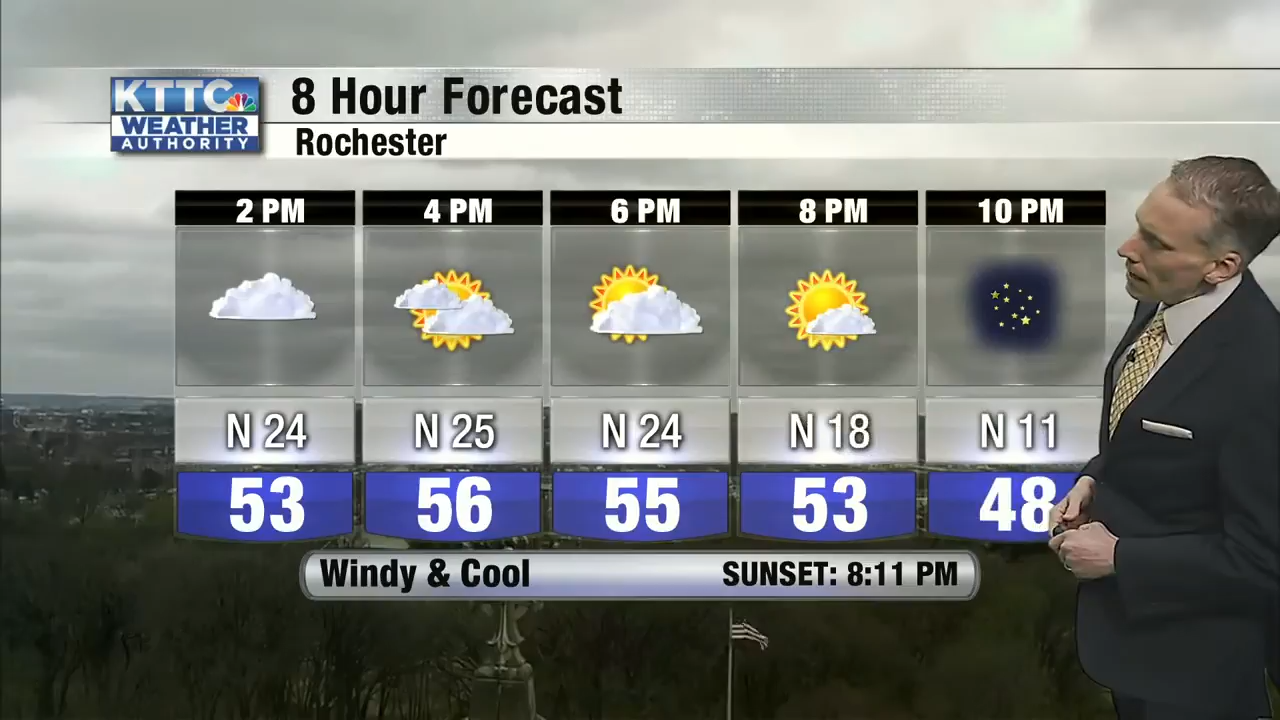 KTTC
WEATHER
AUTHORITY
8 Hour Forecast
Rochester
2 PM 4 PM 6 PM 8 PM 10 PM
N 24 N 25 N 24 N 18 N 11
53 56 55 53 48
Windy & Cool SUNSET: 8:11 PM